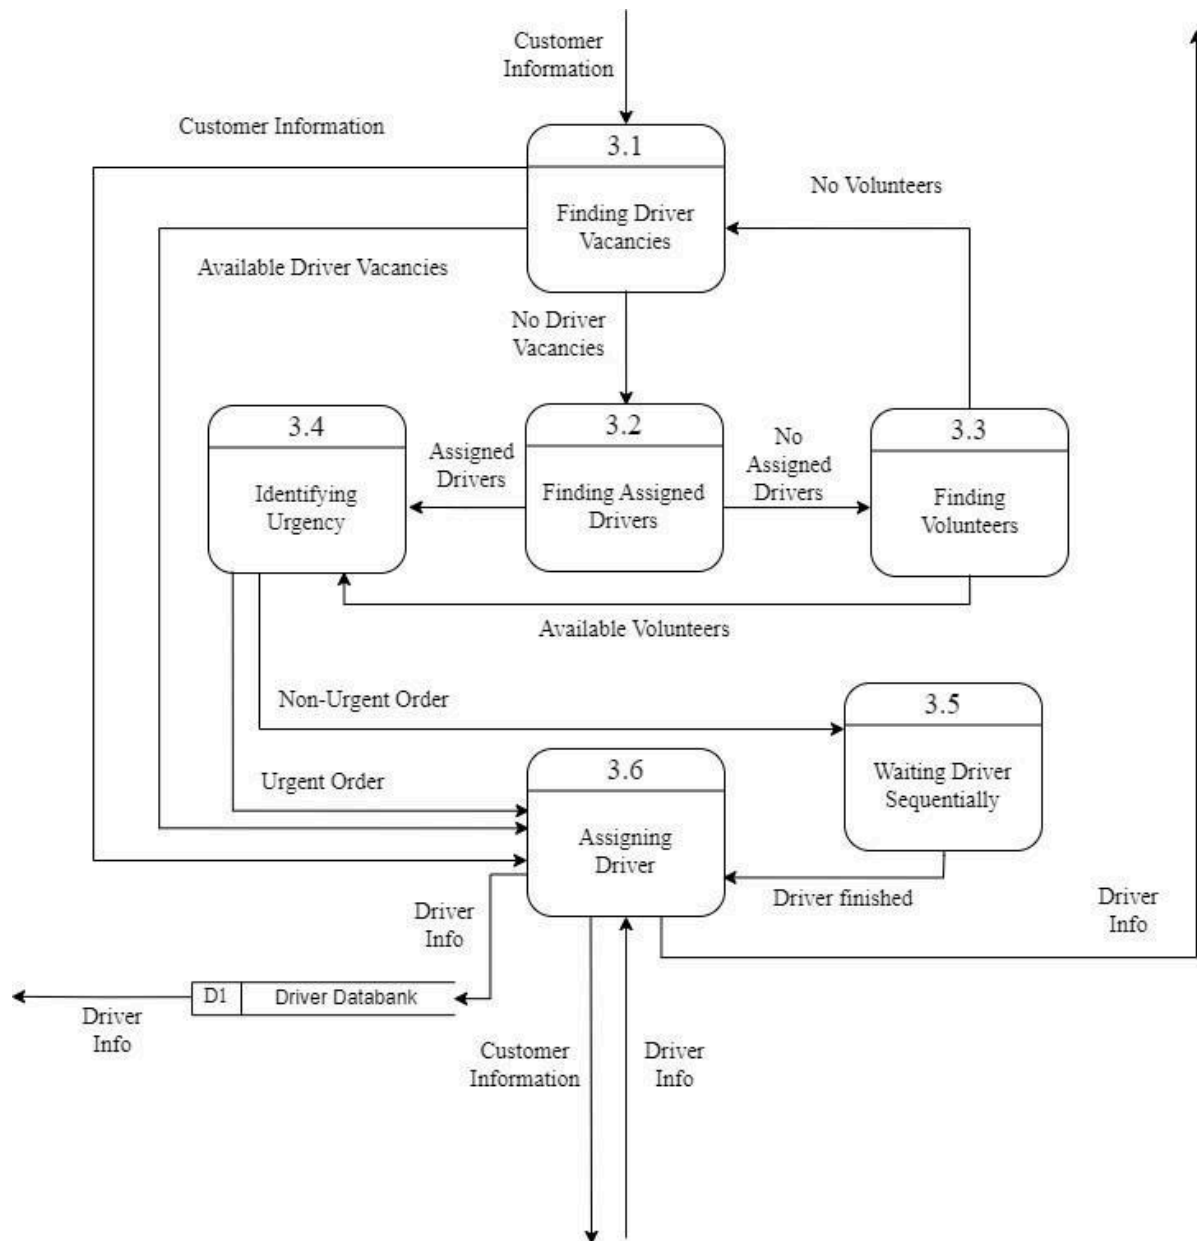 Customer
Information
Customer Information
3.1
Finding Driver
Vacancies
No Volunteers
Available Driver Vacancies
No Driver
Vacancies
3.4
Identifying
Urgency
Assigned
Drivers
3.2
Finding Assigned
Drivers
No
Assigned
Drivers
3.3
Finding
Volunteers
Available Volunteers
Non-Urgent Order
3.5
Waiting Driver
Sequentially
Urgent Order
3.6
Assigning
Driver
Driver finished
Driver
Info
Driver
Info
D1
Driver Databank
Driver
Info
Customer
Information
Driver
Info